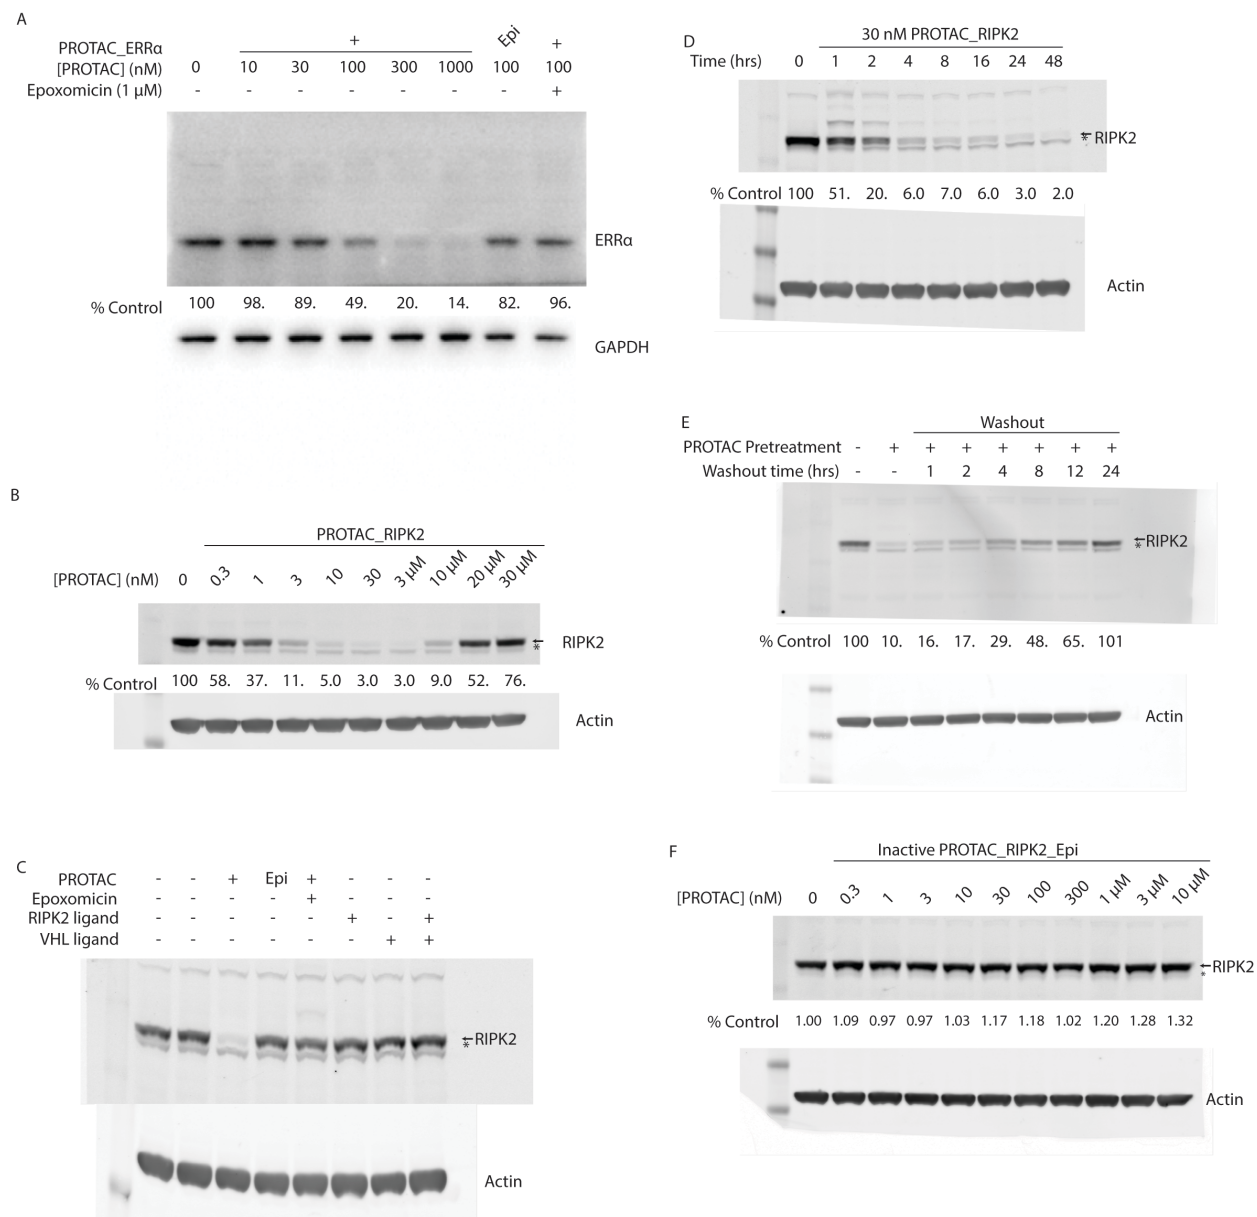 A
PROTAC_ERRα + Epi +
[PROTAC] (nM) 0 10 30 100 300 1000 100 100
Epoxomicin (1 µM) - - - - - - - +
ERRα
% Control 100 98. 89. 49. 20. 14. 82. 96.
GAPDH
B
PROTAC_RIPK2
[PROTAC] (nM) 0 0.3 1 3 10 30 3 µM 10 µM 20 µM 30 µM
RIPK2
*
% Control 100 58. 37. 11. 5.0 3.0 3.0 9.0 52. 76.
Actin
C
PROTAC - - + Epi + - - -
Epoxomicin - - - - + - - -
RIPK2 ligand - - - - - + - +
VHL ligand - - - - - - + +
←RIPK2
*
Actin
D
30 nM PROTAC_RIPK2
Time (hrs) 0 1 2 4 8 16 24 48
←RIPK2
*
% Control 100 51. 20. 6.0 7.0 6.0 3.0 2.0
Actin
E
Washout
PROTAC Pretreatment - + + + + + + +
Washout time (hrs) - - 1 2 4 8 12 24
←RIPK2
*
% Control 100 10. 16. 17. 29. 48. 65. 101
Actin
F
Inactive PROTAC_RIPK2_Epi
[PROTAC] (nM) 0 0.3 1 3 10 30 100 300 1 µM 3 µM 10 µM
←RIPK2
*
% Control 1.00 1.09 0.97 0.97 1.03 1.17 1.18 1.02 1.20 1.28 1.32
Actin